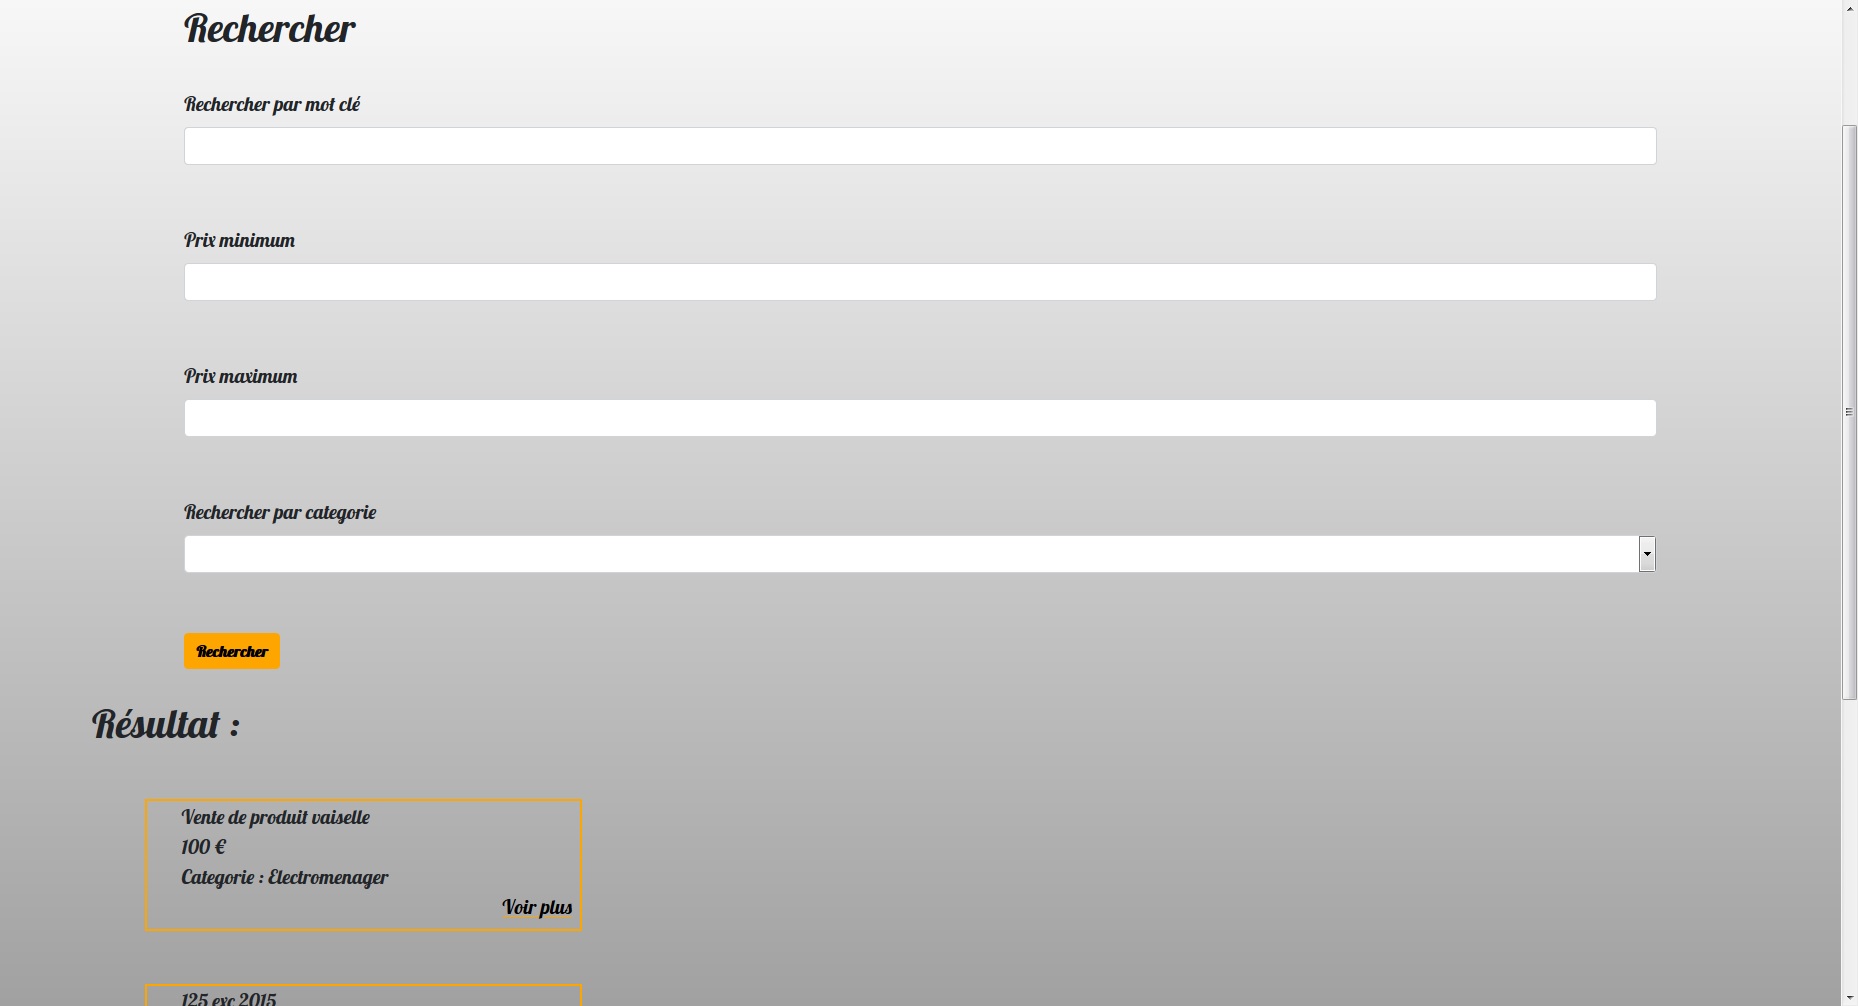 Rechercher
Rechercher par mot clé
Prix minimum
Prix maximum
Rechercher par categorie
Rechercher
Résultat :
Vente de produit vaiselle
100 €
Categorie : Electromenager
Voir plus
125 exc 2015